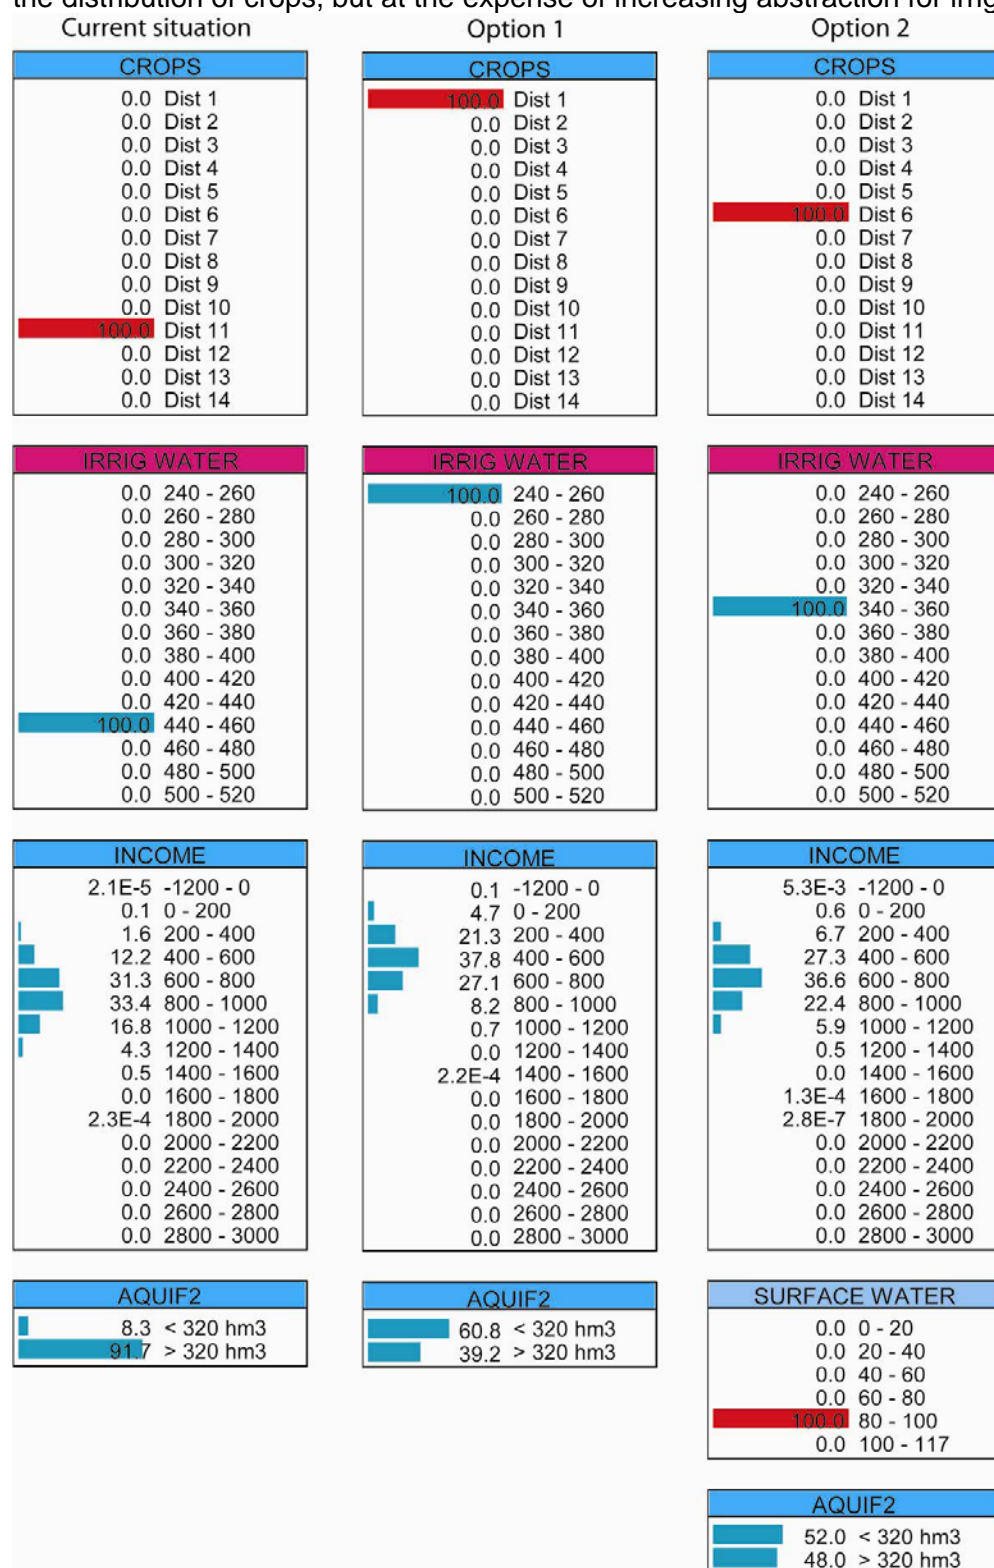 the distribution of crops, but at the expense of increasing abstraction for irrig
Current situation
CROPS
0.0 Dist 1
0.0 Dist 2
0.0 Dist 3
0.0 Dist 4
0.0 Dist 5
0.0 Dist 6
0.0 Dist 7
0.0 Dist 8
0.0 Dist 9
0.0 Dist 10
100.0 Dist 11
0.0 Dist 12
0.0 Dist 13
0.0 Dist 14
IRRIG WATER
0.0 240 - 260
0.0 260 - 280
0.0 280 - 300
0.0 300 - 320
0.0 320 - 340
0.0 340 - 360
0.0 360 - 380
0.0 380 - 400
0.0 400 - 420
0.0 420 - 440
100.0 440 - 460
0.0 460 - 480
0.0 480 - 500
0.0 500 - 520
INCOME
2.1E-5 -1200 - 0
0.1 0 - 200
1.6 200 - 400
12.2 400 - 600
31.3 600 - 800
33.4 800 - 1000
16.8 1000 - 1200
4.3 1200 - 1400
0.5 1400 - 1600
0.0 1600 - 1800
2.3E-4 1800 - 2000
0.0 2000 - 2200
0.0 2200 - 2400
0.0 2400 - 2600
0.0 2600 - 2800
0.0 2800 - 3000
AQUIF2
8.3 < 320 hm3
91.7 > 320 hm3
Option 1
CROPS
100.0 Dist 1
0.0 Dist 2
0.0 Dist 3
0.0 Dist 4
0.0 Dist 5
0.0 Dist 6
0.0 Dist 7
0.0 Dist 8
0.0 Dist 9
0.0 Dist 10
0.0 Dist 11
0.0 Dist 12
0.0 Dist 13
0.0 Dist 14
IRRIG WATER
100.0 240 - 260
0.0 260 - 280
0.0 280 - 300
0.0 300 - 320
0.0 320 - 340
0.0 340 - 360
0.0 360 - 380
0.0 380 - 400
0.0 400 - 420
0.0 420 - 440
0.0 440 - 460
0.0 460 - 480
0.0 480 - 500
0.0 500 - 520
INCOME
0.1 -1200 - 0
4.7 0 - 200
21.3 200 - 400
37.8 400 - 600
27.1 600 - 800
8.2 800 - 1000
0.7 1000 - 1200
0.0 1200 - 1400
2.2E-4 1400 - 1600
0.0 1600 - 1800
0.0 1800 - 2000
0.0 2000 - 2200
0.0 2200 - 2400
0.0 2400 - 2600
0.0 2600 - 2800
0.0 2800 - 3000
AQUIF2
60.8 < 320 hm3
39.2 > 320 hm3
Option 2
CROPS
0.0 Dist 1
0.0 Dist 2
0.0 Dist 3
0.0 Dist 4
0.0 Dist 5
100.0 Dist 6
0.0 Dist 7
0.0 Dist 8
0.0 Dist 9
0.0 Dist 10
0.0 Dist 11
0.0 Dist 12
0.0 Dist 13
0.0 Dist 14
IRRIG WATER
0.0 240 - 260
0.0 260 - 280
0.0 280 - 300
0.0 300 - 320
0.0 320 - 340
100.0 340 - 360
0.0 360 - 380
0.0 380 - 400
0.0 400 - 420
0.0 420 - 440
0.0 440 - 460
0.0 460 - 480
0.0 480 - 500
0.0 500 - 520
INCOME
5.3E-3 -1200 - 0
0.6 0 - 200
6.7 200 - 400
27.3 400 - 600
36.6 600 - 800
22.4 800 - 1000
5.9 1000 - 1200
0.5 1200 - 1400
0.0 1400 - 1600
1.3E-4 1600 - 1800
2.8E-7 1800 - 2000
0.0 2000 - 2200
0.0 2200 - 2400
0.0 2400 - 2600
0.0 2600 - 2800
0.0 2800 - 3000
SURFACE WATER
0.0 0 - 20
0.0 20 - 40
0.0 40 - 60
0.0 60 - 80
100.0 80 - 100
0.0 100 - 117
AQUIF2
52.0 < 320 hm3
48.0 > 320 hm3